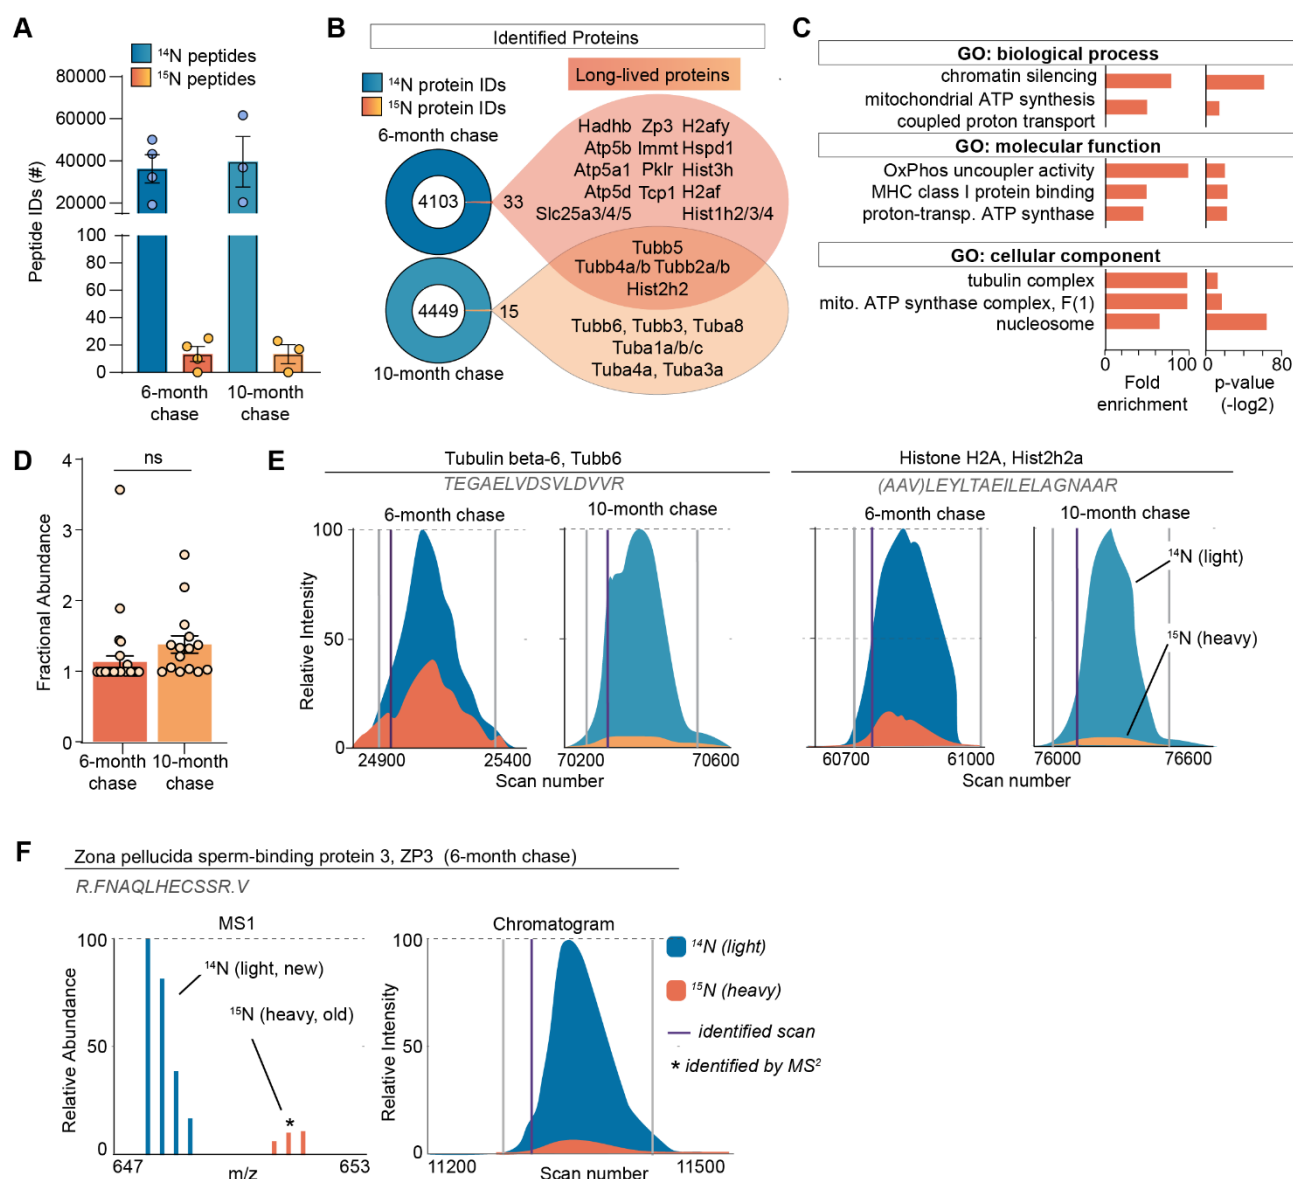 A
14N peptides
15N peptides
80000
60000
40000
20000
100
80
60
40
20
0
Peptide IDs (#)
6-month
chase
10-month
chase
B
Identified Proteins
14N protein IDs
15N protein IDs
Long-lived proteins
6-month chase
4103
33
Hadhb Zp3 H2afy
Atp5b Immt Hspd1
Atp5a1 Pklr Hist3h
Atp5d Tcp1 H2af
Slc25a3/4/5 Hist1h2/3/4
Tubb5
Tubb4a/b Tubb2a/b
Hist2h2
4449
15
Tubb6, Tubb3, Tuba8
Tuba1a/b/c
Tuba4a, Tuba3a
10-month chase
C
GO: biological process
chromatin silencing
mitochondrial ATP synthesis
coupled proton transport
GO: molecular function
OxPhos uncoupler activity
MHC class I protein binding
proton-transp. ATP synthase
GO: cellular component
tubulin complex
mito. ATP synthase complex, F(1)
nucleosome
0 100 0 80
Fold
enrichment
p-value
(-log2)
D
ns
4
3
2
1
0
Fractional Abundance
6-month
chase
10-month
chase
E
Tubulin beta-6, Tubb6
TEGAELVDSVLDVVR
6-month chase
10-month chase
100
50
0
Relative Intensity
24900 25400
70200 70600
Scan number
Histone H2A, Hist2h2a
(AAV)LEYLTAEILELAGNAAR
6-month chase
10-month chase
14N (light)
15N (heavy)
60700 61000
76000 76600
Scan number
F
Zona pellucida sperm-binding protein 3, ZP3 (6-month chase)
R.FNAQLHECSSR.V
MS1
100
50
0
Relative Abundance
14N (light, new)
15N (heavy, old)
*
647 653
m/z
Chromatogram
100
50
0
Relative Intensity
11200 11500
Scan number
14N (light)
15N (heavy)
identified scan
* identified by MS2